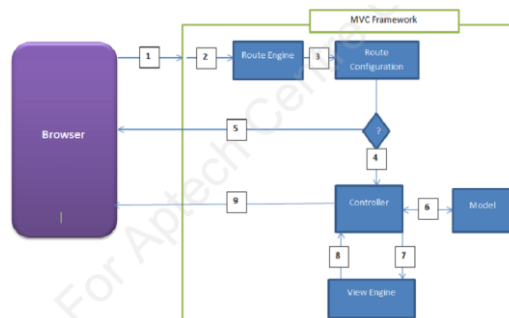 MVC Framework
1
2
Route Engine
3
Route
Configuration
Browser
5
?
4
9
Controller
6
Model
8
7
View Engine
For Aptech Centre